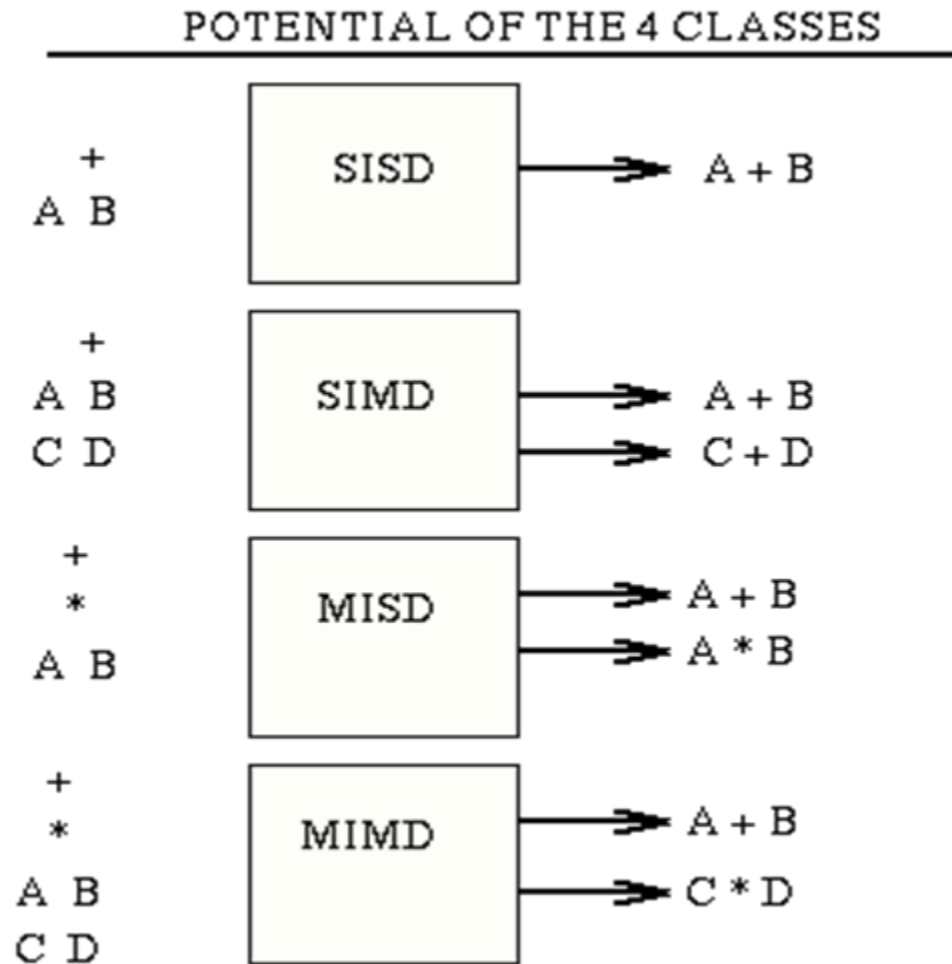 POTENTIAL OF THE 4 CLASSES
+
A B
SISD
A + B
+
A B
C D
SIMD
A + B
C + D
+
*
A B
MISD
A + B
A * B
+
*
A B
C D
MIMD
A + B
C * D